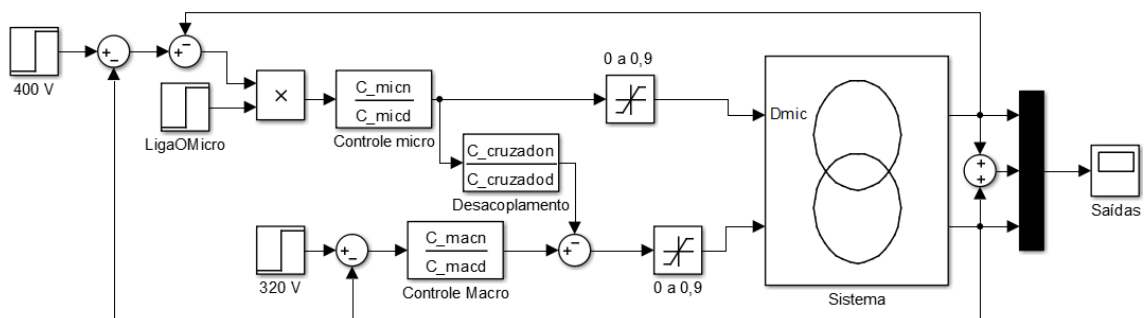 400 V
LigaOMicro
×
C_micn
C_micd
Controle micro
0 a 0,9
C_cruzadon
C_cruzadod
Desacoplamento
320 V
C_macn
C_macd
Controle Macro
0 a 0,9
Dmic
Sistema
Saídas